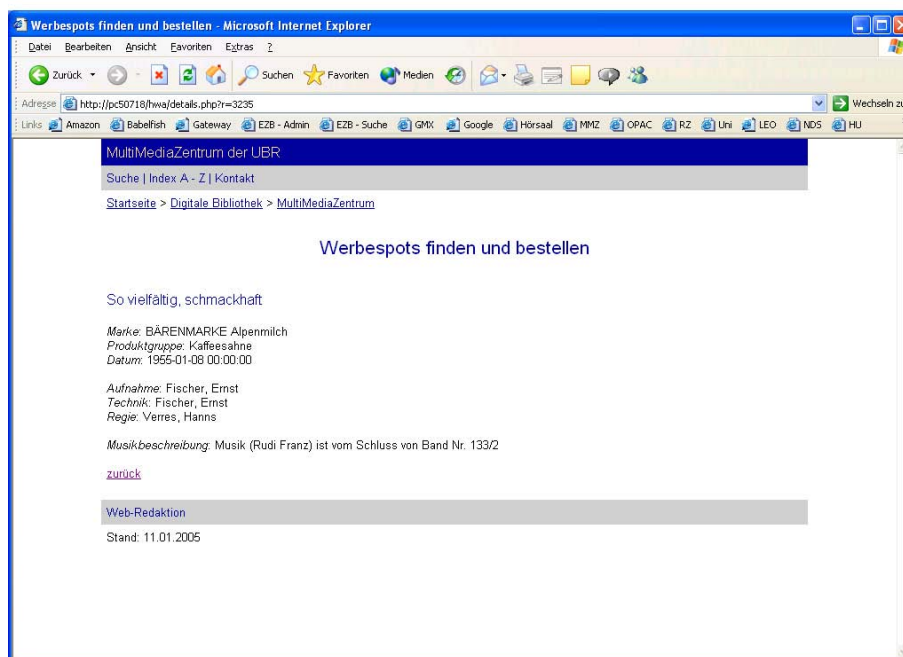 Werbespots finden und bestellen - Microsoft Internet Explorer
Datei Bearbeiten Ansicht Favoriten Extras ?
Zurück Suchen Favoriten Medien
Adresse http://pc50718/hwa/details.php?r=3235 Wechseln zu
Links Amazon Babelfish Gateway EZB - Admin EZB - Suche GMX Google Hörsaal MMZ OPAC RZ Uni LEO NDS HU
MultiMediaZentrum der UBR
Suche | Index A - Z | Kontakt
Startseite > Digitale Bibliothek > MultiMediaZentrum
Werbespots finden und bestellen
So vielfältig, schmackhaft
Marke: BÄRENMARKE Alpenmilch
Produktgruppe: Kaffeesahne
Datum: 1955-01-08 00:00:00
Aufnahme: Fischer, Ernst
Technik: Fischer, Ernst
Regie: Verres, Hanns
Musikbeschreibung: Musik (Rudi Franz) ist vom Schluss von Band Nr. 133/2
zurück
Web-Redaktion
Stand: 11.01.2005